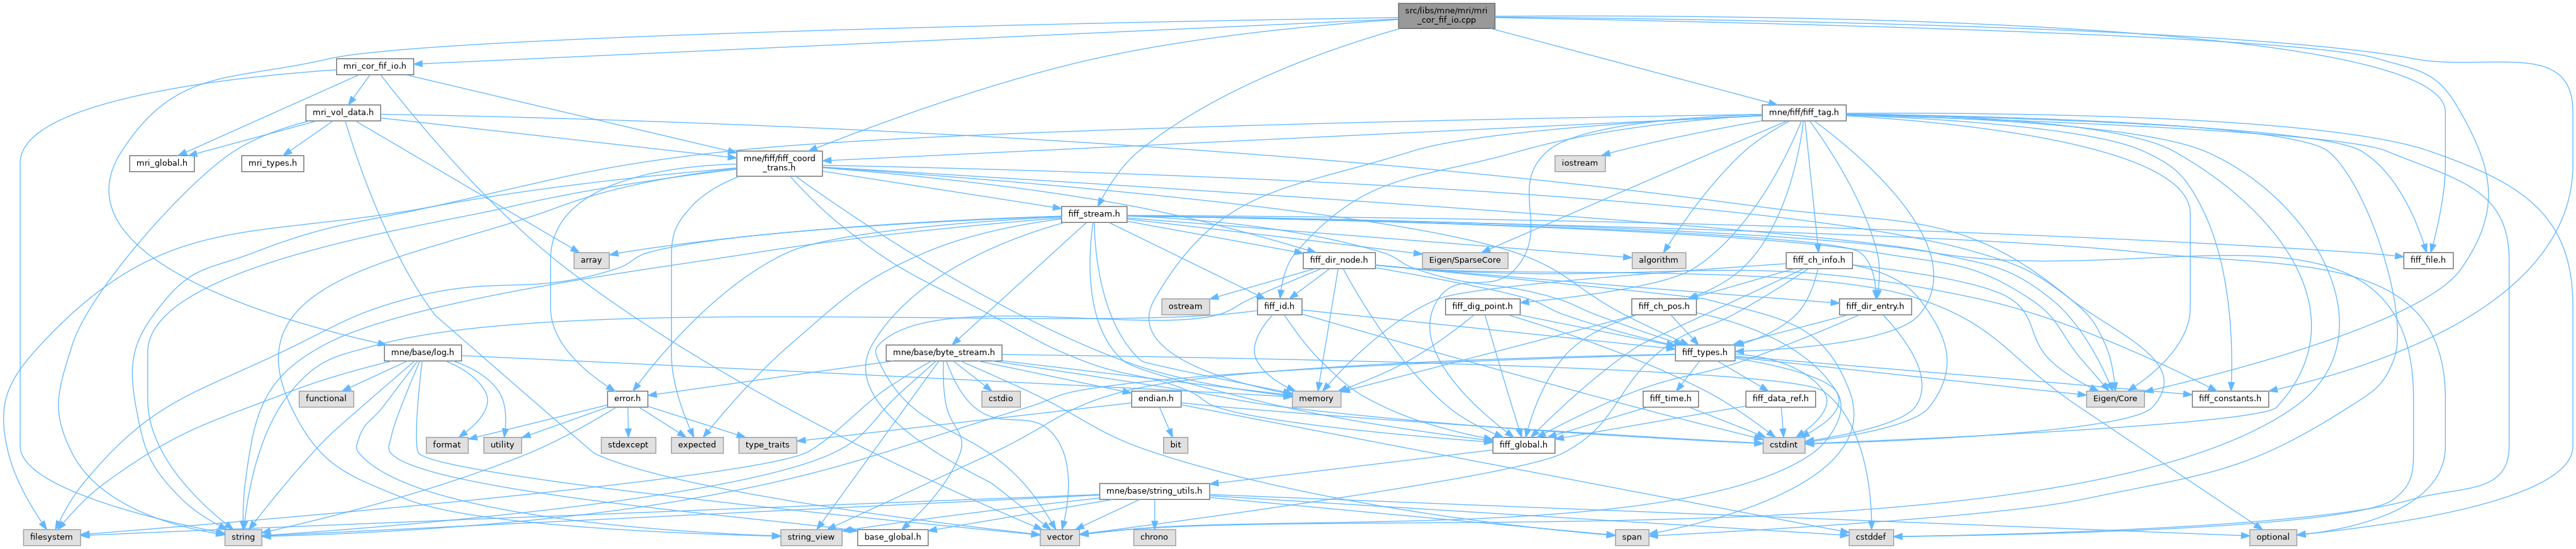 src/libs/mne/mri/mri
_cor_fif_io.cpp
mri_cor_fif_io.h
mri_vol_data.h
mne/fiff/fiff_tag.h
mri_global.h
mri_types.h
mne/fiff/fiff_coord
_trans.h
iostream
fiff_stream.h
array
Eigen/SparseCore
fiff_dir_node.h
algorithm
fiff_ch_info.h
fiff_file.h
ostream
fiff_id.h
fiff_dig_point.h
fiff_ch_pos.h
fiff_dir_entry.h
mne/base/log.h
mne/base/byte_stream.h
fiff_types.h
functional
error.h
cstdio
endian.h
memory
fiff_time.h
fiff_data_ref.h
Eigen/Core
fiff_constants.h
format
utility
stdexcept
expected
type_traits
bit
fiff_global.h
cstdint
mne/base/string_utils.h
filesystem
string
string_view
base_global.h
vector
chrono
span
cstddef
optional